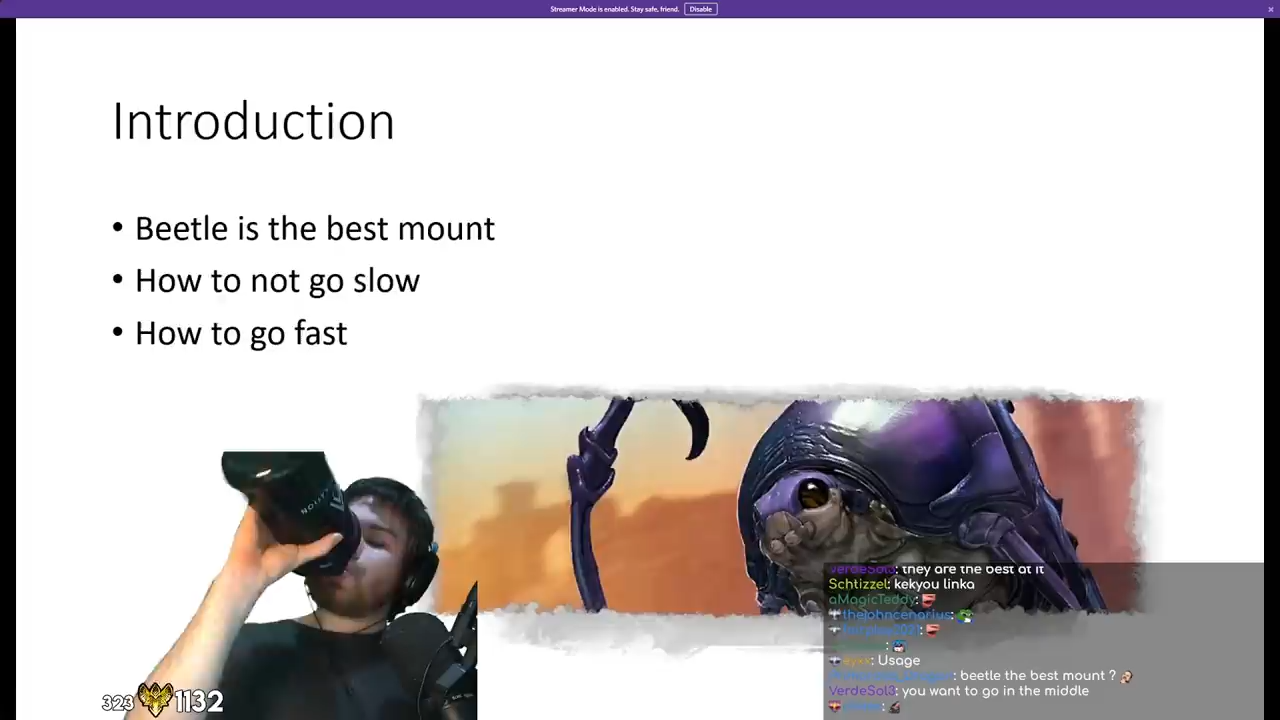 Streamer Mode is enabled. Stay safe, friend. Disable
Introduction
• Beetle is the best mount
• How to not go slow
• How to go fast
VerdeSol3: they are the best at it
Schtizzel: kekyou linka
aMagicTeddy:
thejohncenarius:
: Usage
: beetle the best mount ?
VerdeSol3: you want to go in the middle
323 1132